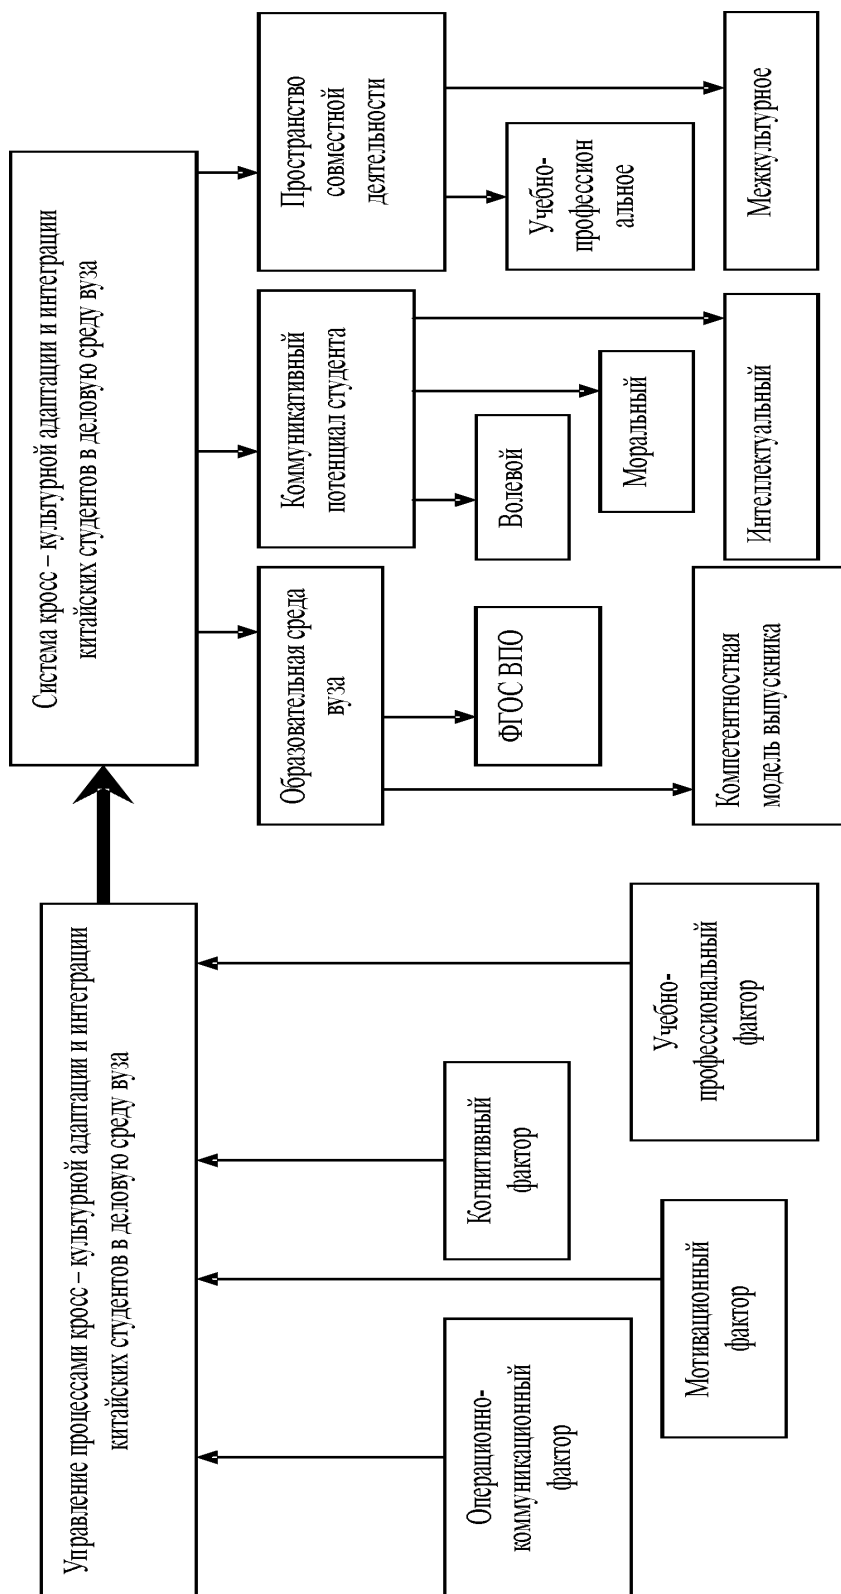 Управление процессами кросс – культурной адаптации и интеграции
китайских студентов в деловую среду вуза
Система кросс – культурной адаптации и интеграции
китайских студентов в деловую среду вуза
Операционно-
коммуникационный
фактор
Мотивационный
фактор
Когнитивный
фактор
Учебно-
профессиональный
фактор
Образовательная среда
вуза
ФГОС ВПО
Компетентностная
модель выпускника
Коммуникативный
потенциал студента
Волевой
Моральный
Интеллектуальный
Пространство
совместной
деятельности
Учебно-
профессион
альное
Межкультурное